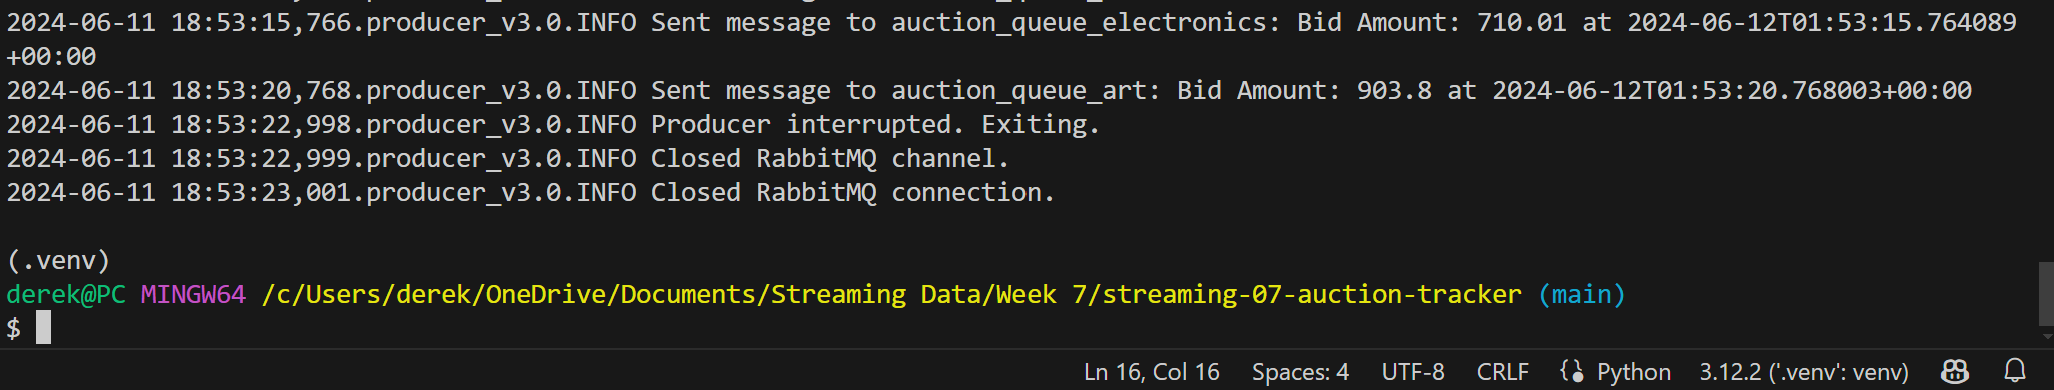 2024-06-11 18:53:15,766.producer_v3.0.INFO Sent message to auction_queue_electronics: Bid Amount: 710.01 at 2024-06-12T01:53:15.764089
+00:00
2024-06-11 18:53:20,768.producer_v3.0.INFO Sent message to auction_queue_art: Bid Amount: 903.8 at 2024-06-12T01:53:20.768003+00:00
2024-06-11 18:53:22,998.producer_v3.0.INFO Producer interrupted. Exiting.
2024-06-11 18:53:22,999.producer_v3.0.INFO Closed RabbitMQ channel.
2024-06-11 18:53:23,001.producer_v3.0.INFO Closed RabbitMQ connection.
(.venv)
derek@PC MINGW64 /c/Users/derek/OneDrive/Documents/Streaming Data/Week 7/streaming-07-auction-tracker (main)
$
Ln 16, Col 16 Spaces: 4 UTF-8 CRLF Python 3.12.2 ('.venv': venv)